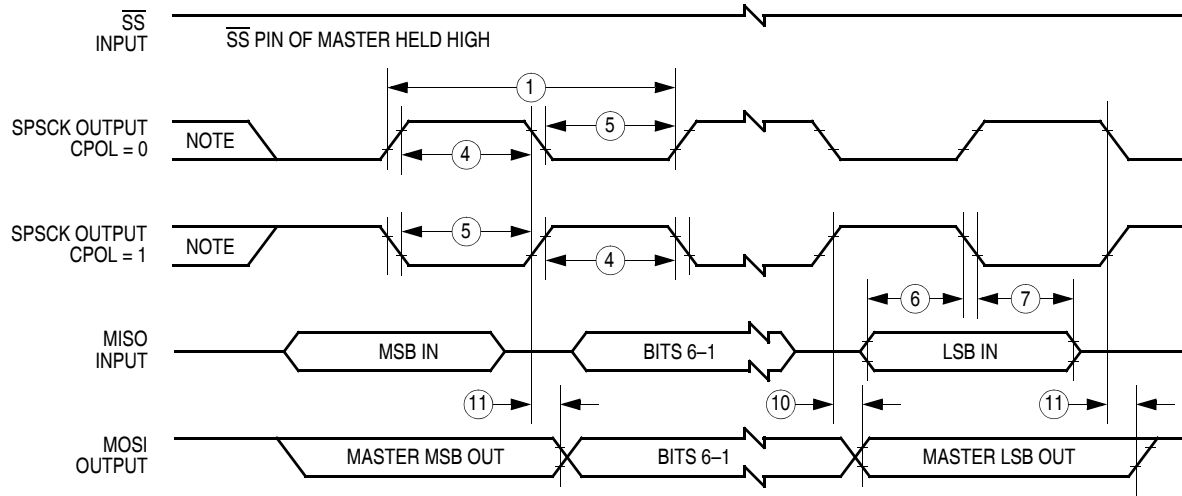 SS
INPUT
SS PIN OF MASTER HELD HIGH
1
SPSCK OUTPUT
CPOL = 0
NOTE
5
4
SPSCK OUTPUT
CPOL = 1
NOTE
5
4
6
7
MISO
INPUT
MSB IN
BITS 6–1
LSB IN
11
10
11
MOSI
OUTPUT
MASTER MSB OUT
BITS 6–1
MASTER LSB OUT